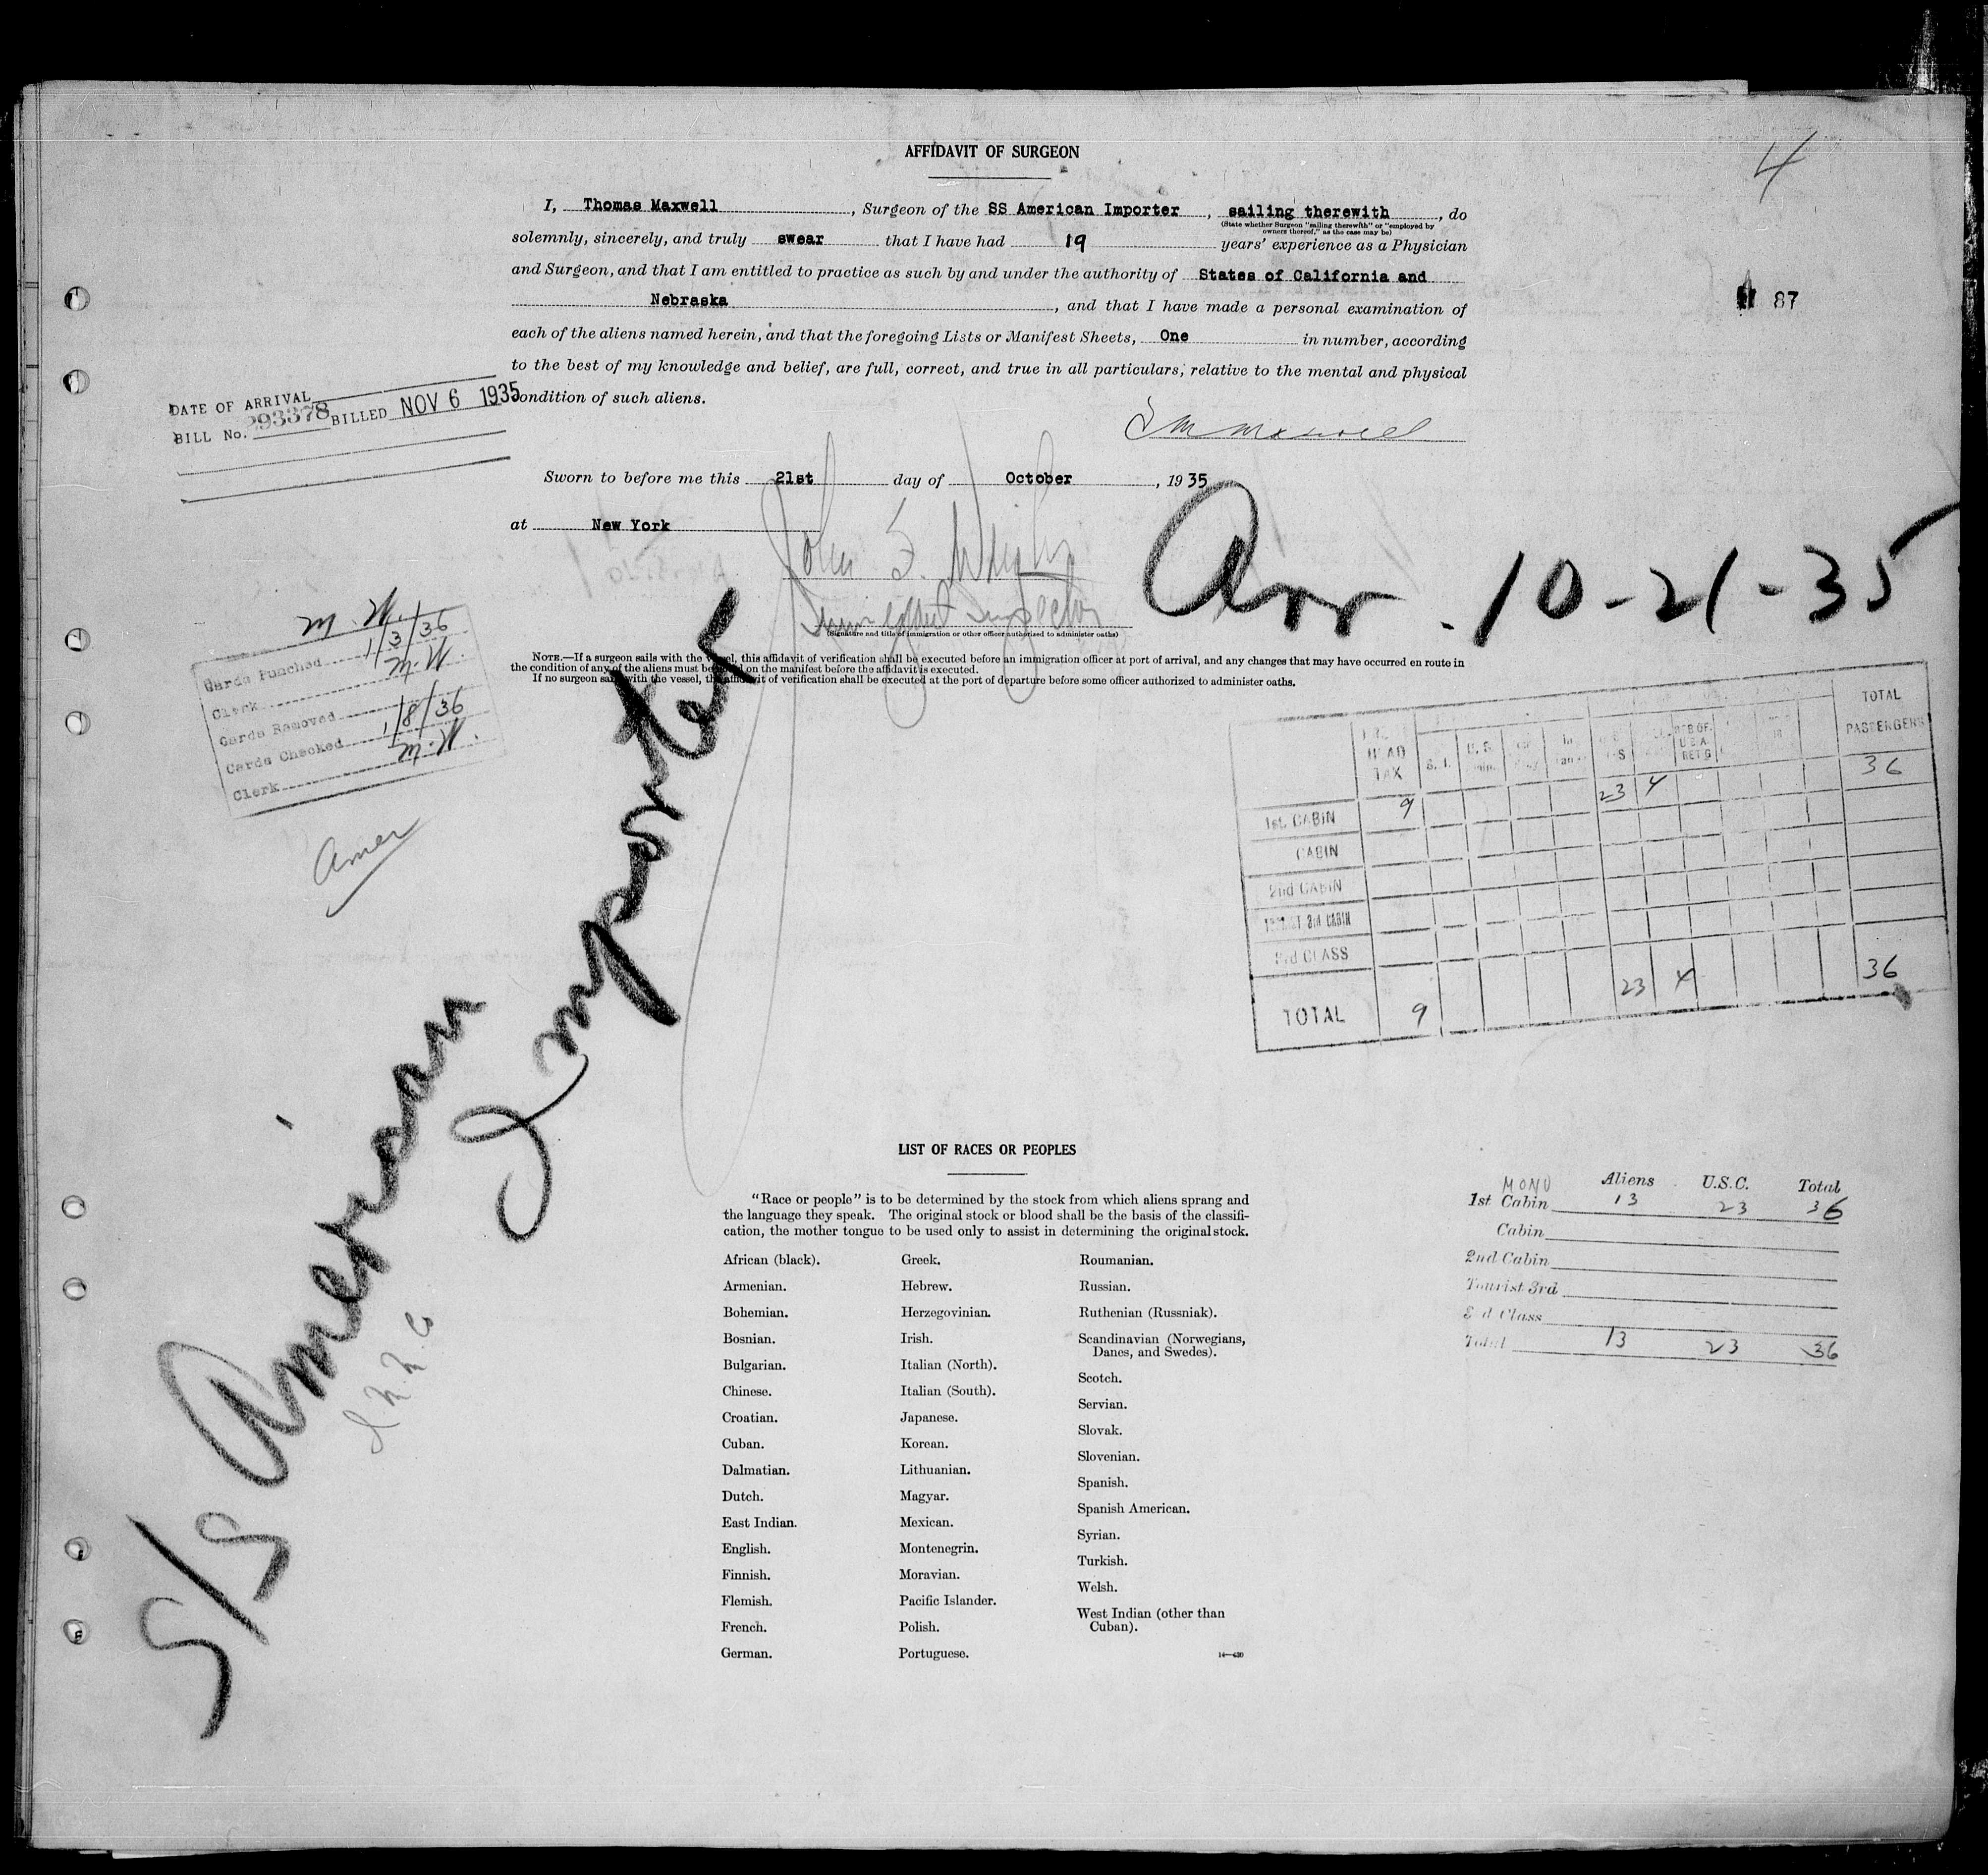 AFFIDAVIT OF SURGEON
4
I, Thomas Maxwell, Surgeon of the SS American Importer, sailing therewith, do
(State whether Surgeon "sailing therewith" or "employed by
owners thereof," as the case may be)
solemnly, sincerely, and truly swear that I have had 19 years' experience as a Physician
and Surgeon, and that I am entitled to practice as such by and under the authority of States of California and
Nebraska, and that I have made a personal examination of
87
each of the aliens named herein, and that the foregoing Lists or Manifest Sheets, One in number, according
to the best of my knowledge and belief, are full, correct, and true in all particulars, relative to the mental and physical
condition of such aliens.
DATE OF ARRIVAL
BILL No. 293378 BILLED NOV 6 1935
Sworn to before me this 21st day of October, 1935
at New York
John S.
Immigrant Inspector
(Signature and title of immigration or other officer authorized to administer oaths)
Arr. 10-21-35
NOTE.—If a surgeon sails with the vessel, this affidavit of verification shall be executed before an immigration officer at port of arrival, and any changes that may have occurred en route in
the condition of any of the aliens must be noted on the manifest before the affidavit is executed.
If no surgeon sails with the vessel, the affidavit of verification shall be executed at the port of departure before some officer authorized to administer oaths.
M.W.
Cards Punched 1/3/36
Clerk M.W.
Cards Removed
Cards Checked 1/8/36
Clerk M.W.
Amer
S/S American
Importer
HEAD TAX S.I. U.S. REP OF. U.S.A. RET'G TOTAL PASSENGERS
1st. CABIN 9 23 4 36
CABIN
2nd CABIN
TOURIST 3rd CABIN
3rd CLASS
TOTAL 9 23 4 36
LIST OF RACES OR PEOPLES
"Race or people" is to be determined by the stock from which aliens sprang and
the language they speak. The original stock or blood shall be the basis of the classifi-
cation, the mother tongue to be used only to assist in determining the original stock.
African (black).
Armenian.
Bohemian.
Bosnian.
Bulgarian.
Chinese.
Croatian.
Cuban.
Dalmatian.
Dutch.
East Indian.
English.
Finnish.
Flemish.
French.
German.
Greek.
Hebrew.
Herzegovinian.
Irish.
Italian (North).
Italian (South).
Japanese.
Korean.
Lithuanian.
Magyar.
Mexican.
Montenegrin.
Moravian.
Pacific Islander.
Polish.
Portuguese.
Roumanian.
Russian.
Ruthenian (Russniak).
Scandinavian (Norwegians,
Danes, and Swedes).
Scotch.
Servian.
Slovak.
Slovenian.
Spanish.
Spanish American.
Syrian.
Turkish.
Welsh.
West Indian (other than
Cuban).
14—430
MONU Aliens U.S.C. Total
1st Cabin 13 23 36
Cabin
2nd Cabin
Tourist 3rd
3rd Class
Total 13 23 36